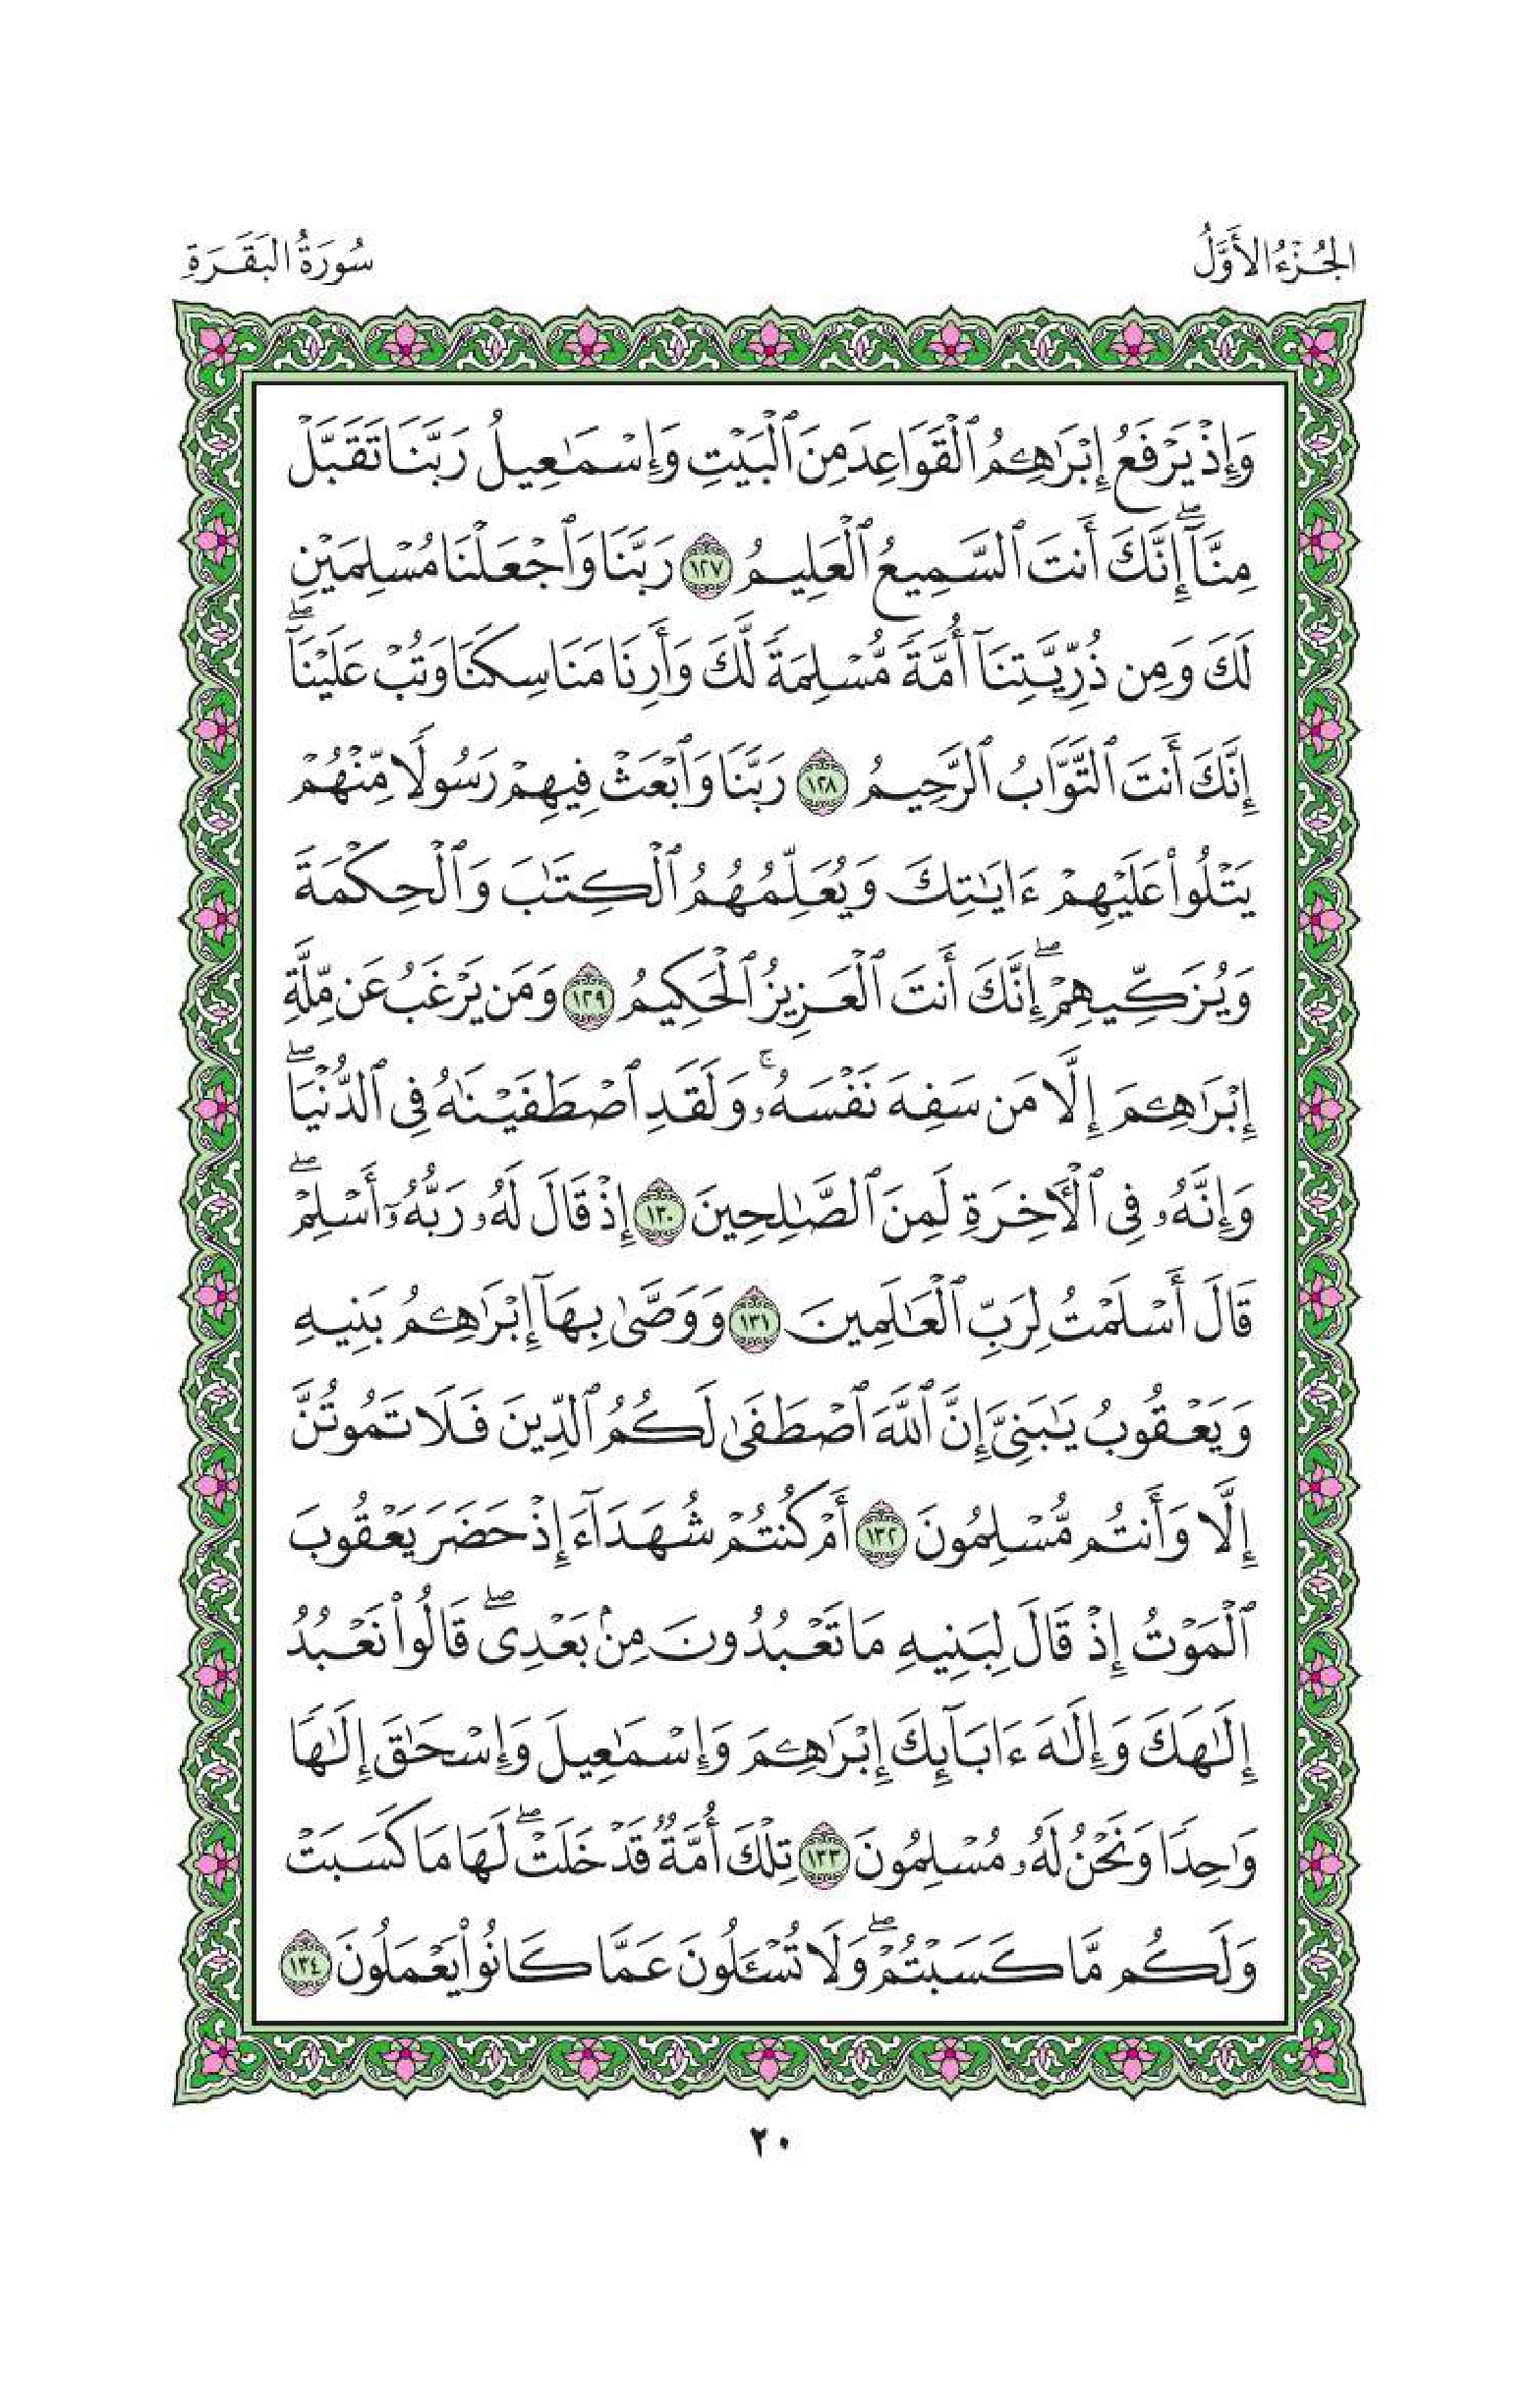 الجُزْءُ الأَوَّلُ
سُورَةُ البَقَرَةِ
وَإِذْ يَرْفَعُ إِبْرَٰهِـۧمُ ٱلْقَوَاعِدَ مِنَ ٱلْبَيْتِ وَإِسْمَـٰعِيلُ رَبَّنَا تَقَبَّلْ
مِنَّآ ۖ إِنَّكَ أَنتَ ٱلسَّمِيعُ ٱلْعَلِيمُ ١٢٧ رَبَّنَا وَٱجْعَلْنَا مُسْلِمَيْنِ
لَكَ وَمِن ذُرِّيَّتِنَآ أُمَّةً مُّسْلِمَةً لَّكَ وَأَرِنَا مَنَاسِكَنَا وَتُبْ عَلَيْنَآ ۖ
إِنَّكَ أَنتَ ٱلتَّوَّابُ ٱلرَّحِيمُ ١٢٨ رَبَّنَا وَٱبْعَثْ فِيهِمْ رَسُولًا مِّنْهُمْ
يَتْلُوا۟ عَلَيْهِمْ ءَايَـٰتِكَ وَيُعَلِّمُهُمُ ٱلْكِتَـٰبَ وَٱلْحِكْمَةَ
وَيُزَكِّيهِمْ ۖ إِنَّكَ أَنتَ ٱلْعَزِيزُ ٱلْحَكِيمُ ١٢٩ وَمَن يَرْغَبُ عَن مِّلَّةِ
إِبْرَٰهِـۧمَ إِلَّا مَن سَفِهَ نَفْسَهُۥ ۚ وَلَقَدِ ٱصْطَفَيْنَـٰهُ فِى ٱلدُّنْيَا ۖ
وَإِنَّهُۥ فِى ٱلْـَٔاخِرَةِ لَمِنَ ٱلصَّـٰلِحِينَ ١٣٠ إِذْ قَالَ لَهُۥ رَبُّهُۥٓ أَسْلِمْ ۖ
قَالَ أَسْلَمْتُ لِرَبِّ ٱلْعَـٰلَمِينَ ١٣١ وَوَصَّىٰ بِهَآ إِبْرَٰهِـۧمُ بَنِيهِ
وَيَعْقُوبُ يَـٰبَنِىَّ إِنَّ ٱللَّهَ ٱصْطَفَىٰ لَكُمُ ٱلدِّينَ فَلَا تَمُوتُنَّ
إِلَّا وَأَنتُم مُّسْلِمُونَ ١٣٢ أَمْ كُنتُمْ شُهَدَآءَ إِذْ حَضَرَ يَعْقُوبَ
ٱلْمَوْتُ إِذْ قَالَ لِبَنِيهِ مَا تَعْبُدُونَ مِنۢ بَعْدِى ۖ قَالُوا۟ نَعْبُدُ
إِلَـٰهَكَ وَإِلَـٰهَ ءَابَآئِكَ إِبْرَٰهِـۧمَ وَإِسْمَـٰعِيلَ وَإِسْحَـٰقَ إِلَـٰهًا
وَٰحِدًا وَنَحْنُ لَهُۥ مُسْلِمُونَ ١٣٣ تِلْكَ أُمَّةٌ قَدْ خَلَتْ ۖ لَهَا مَا كَسَبَتْ
وَلَكُم مَّا كَسَبْتُمْ ۖ وَلَا تُسْـَٔلُونَ عَمَّا كَانُوا۟ يَعْمَلُونَ ١٣٤
٢٠